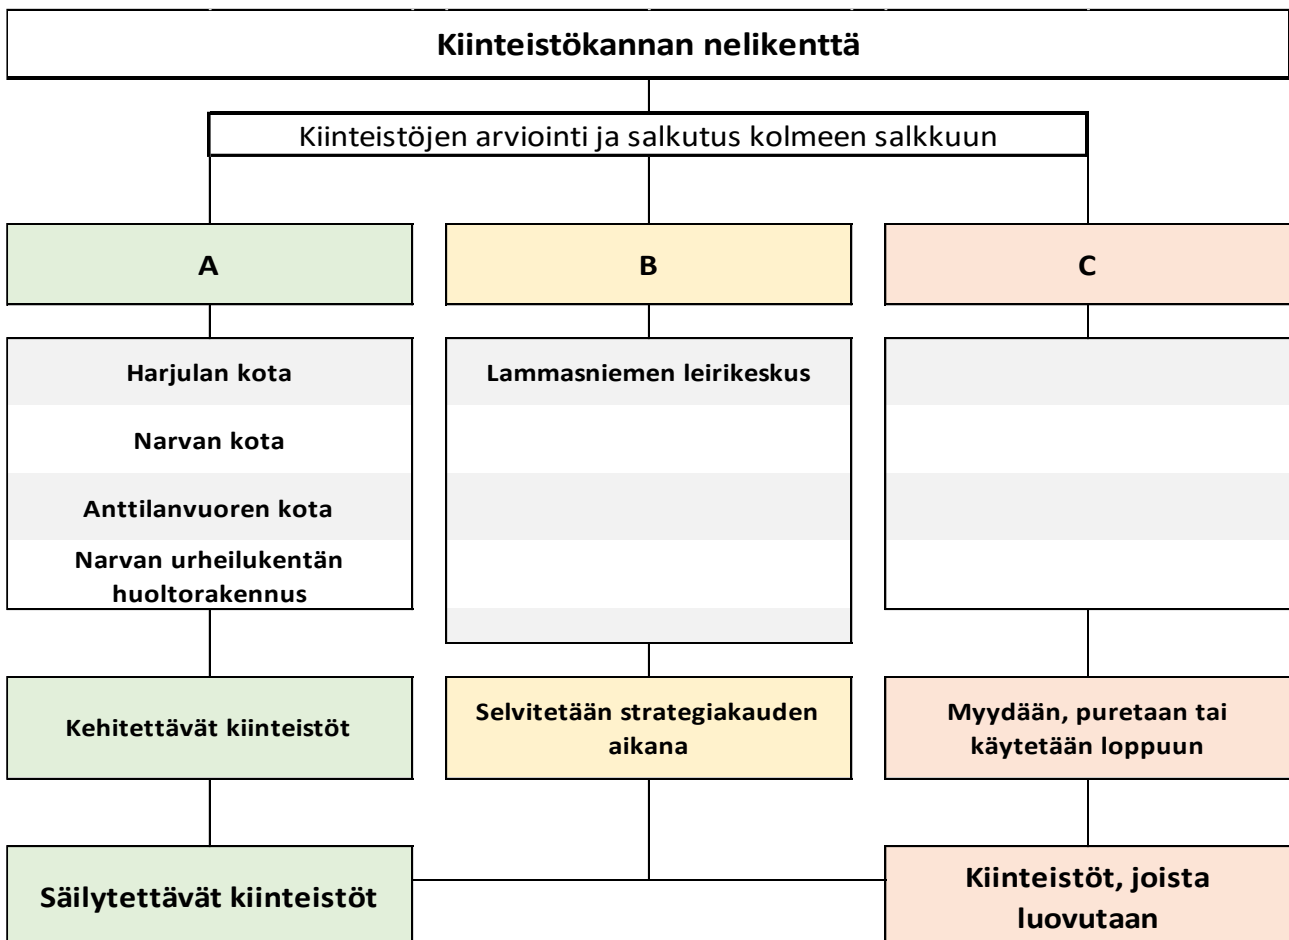 Kiinteistökannan nelikenttä
Kiinteistöjen arviointi ja salkutus kolmeen salkkuun
A
B
C
Harjulan kota
Narvan kota
Anttilanvuoren kota
Narvan urheilukentän
huoltorakennus
Lammasniemen leirikeskus
Kehitettävät kiinteistöt
Selvitetään strategiakauden
aikana
Myydään, puretaan tai
käytetään loppuun
Säilytettävät kiinteistöt
Kiinteistöt, joista
luovutaan